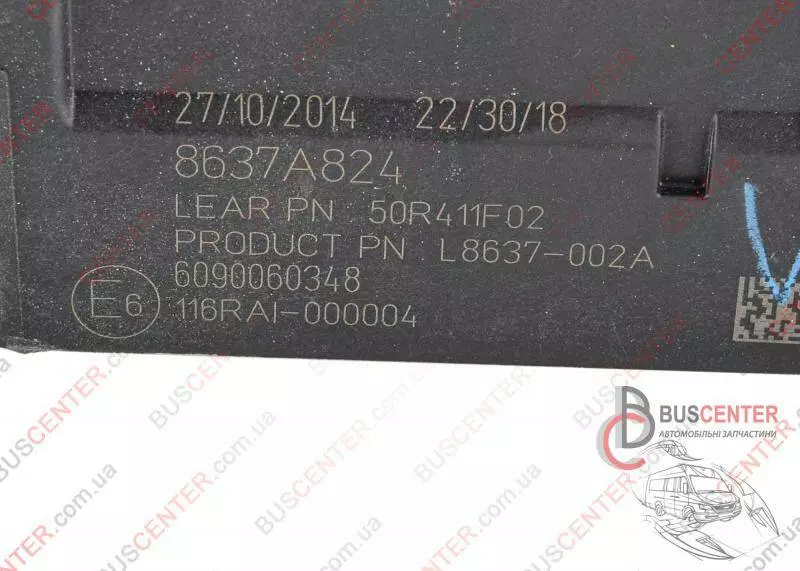 27/10/2014 22/30/18
8637A824
LEAR PN 50R411F02
PRODUCT PN L8637-002A
6090060348
E6 116RAI-000004
BUSCENTER
АВТОМОБІЛЬНІ ЗАПЧАСТИНИ
BUSCENTER.com.ua